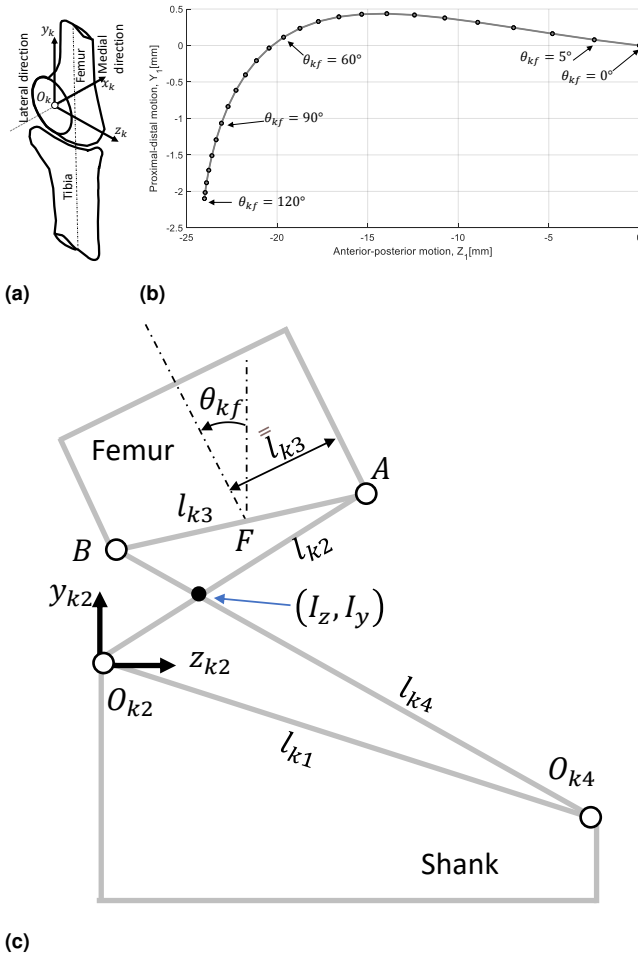 y_k
Lateral direction
Femur
Medial direction
O_k
x_k
z_k
Tibia
(a)
Proximal-distal motion, Y_1[mm]
0.5
0
-0.5
-1
-1.5
-2
-2.5
-25
-20
-15
-10
-5
0
θ_kf = 60°
θ_kf = 5°
θ_kf = 0°
θ_kf = 90°
θ_kf = 120°
Anterior-posterior motion, Z_1[mm]
(b)
θ_kf
Femur
l̿_k3
A
l_k3
F
B
l_k2
y_k2
(I_z, I_y)
z_k2
O_k2
l_k4
l_k1
O_k4
Shank
(c)